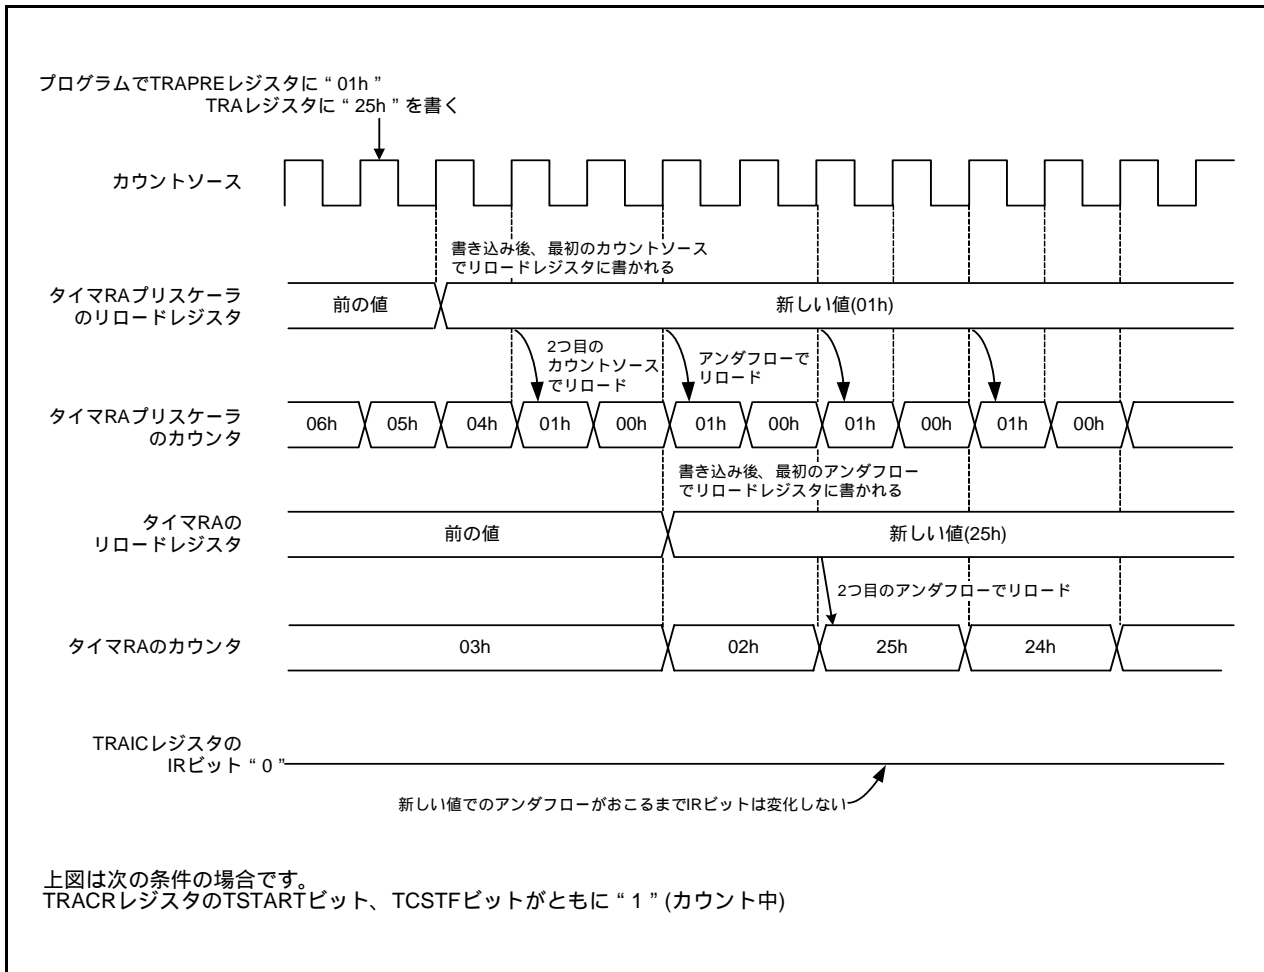 プログラムでTRAPREレジスタに“ 01h ”
TRAレジスタに“ 25h ”を書く
カウントソース
書き込み後、最初のカウントソース
でリロードレジスタに書かれる
タイマRAプリスケーラ
のリロードレジスタ
前の値
新しい値(01h)
2つ目の
カウントソース
でリロード
アンダフローで
リロード
タイマRAプリスケーラ
のカウンタ
06h
05h
04h
01h
00h
01h
00h
01h
00h
01h
00h
書き込み後、最初のアンダフロー
でリロードレジスタに書かれる
タイマRAの
リロードレジスタ
前の値
新しい値(25h)
2つ目のアンダフローでリロード
タイマRAのカウンタ
03h
02h
25h
24h
TRAICレジスタの
IRビット“ 0 ”
新しい値でのアンダフローがおこるまでIRビットは変化しない
上図は次の条件の場合です。
TRACRレジスタのTSTARTビット、TCSTFビットがともに“ 1 ” (カウント中)